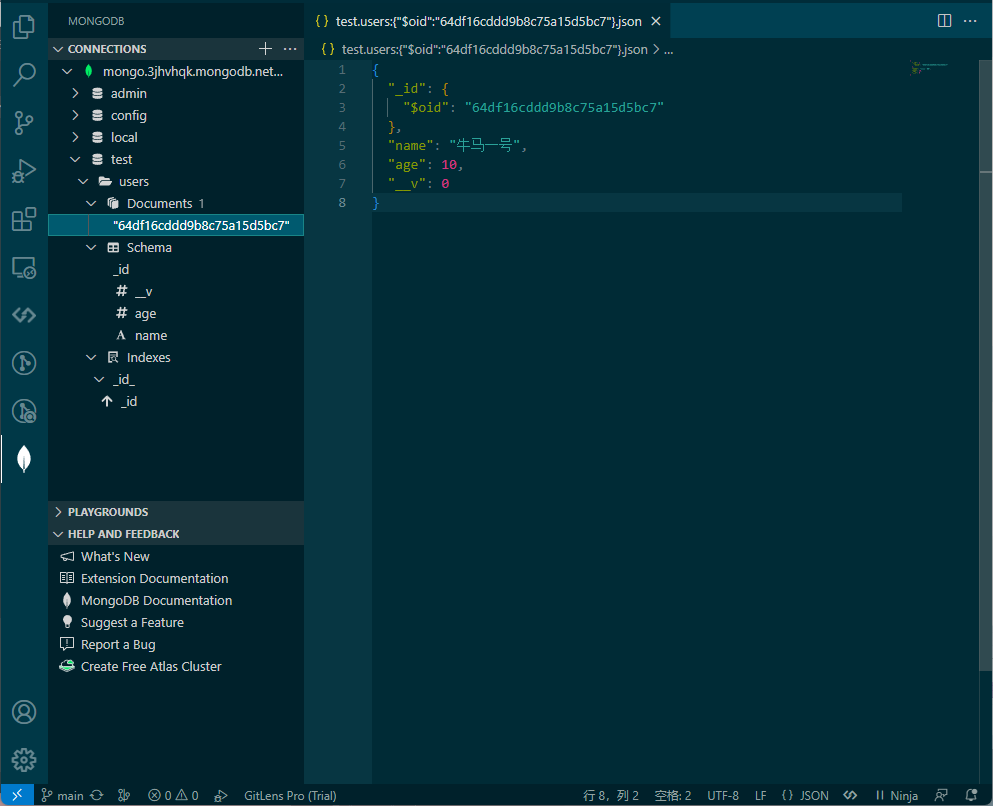 MONGODB
CONNECTIONS
mongo.3jhvhqk.mongodb.net...
admin
config
local
test
users
Documents 1
"64df16cddd9b8c75a15d5bc7"
Schema
_id
__v
age
name
Indexes
_id_
_id
PLAYGROUNDS
HELP AND FEEDBACK
What's New
Extension Documentation
MongoDB Documentation
Suggest a Feature
Report a Bug
Create Free Atlas Cluster
{ } test.users:{"$oid":"64df16cddd9b8c75a15d5bc7"}.json
{ } test.users:{"$oid":"64df16cddd9b8c75a15d5bc7"}.json > ...
1 {
2 "_id": {
3 "$oid": "64df16cddd9b8c75a15d5bc7"
4 },
5 "name": "牛马一号",
6 "age": 10,
7 "__v": 0
8 }
main 0 0 GitLens Pro (Trial) 行 8，列 2 空格: 2 UTF-8 LF { } JSON Ninja